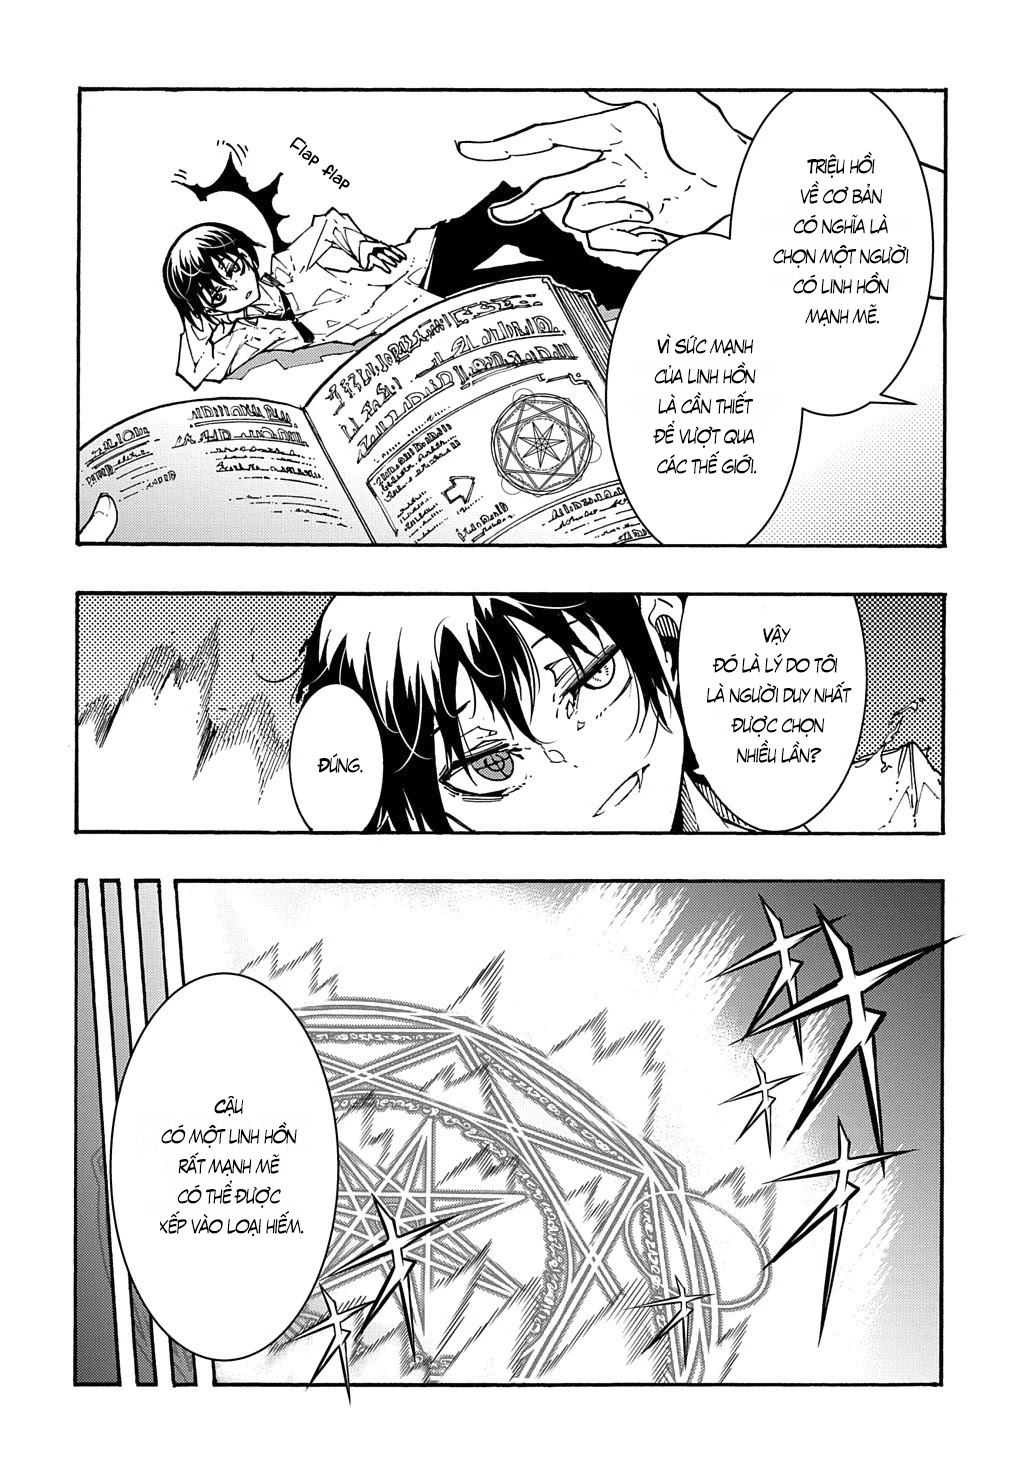 Flap flap
TRIỆU HỒI
VỀ CƠ BẢN
CÓ NGHĨA LÀ
CHỌN MỘT NGƯỜI
CÓ LINH HỒN
MẠNH MẼ.
VÌ SỨC MẠNH
CỦA LINH HỒN
LÀ CẦN THIẾT
ĐỂ VƯỢT QUA
CÁC THẾ GIỚI.
VẬY
ĐÓ LÀ LÝ DO TÔI
LÀ NGƯỜI DUY NHẤT
ĐƯỢC CHỌN
NHIỀU LẦN?
ĐÚNG.
CẬU
CÓ MỘT LINH HỒN
RẤT MẠNH MẼ
CÓ THỂ ĐƯỢC
XẾP VÀO LOẠI HIẾM.